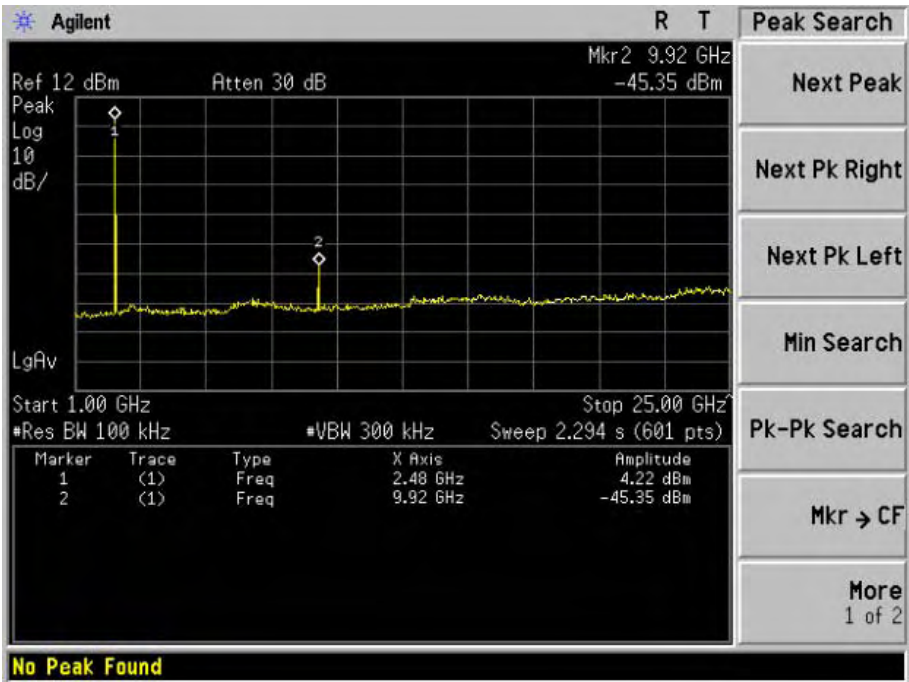 Agilent R T Peak Search
Mkr2 9.92 GHz
Ref 12 dBm Atten 30 dB -45.35 dBm
Peak
Log
10
dB/
1
2
LgAv
Start 1.00 GHz Stop 25.00 GHz^
#Res BW 100 kHz #VBW 300 kHz Sweep 2.294 s (601 pts)
Marker Trace Type X Axis Amplitude
1 (1) Freq 2.48 GHz 4.22 dBm
2 (1) Freq 9.92 GHz -45.35 dBm
No Peak Found
Next Peak
Next Pk Right
Next Pk Left
Min Search
Pk-Pk Search
Mkr → CF
More
1 of 2